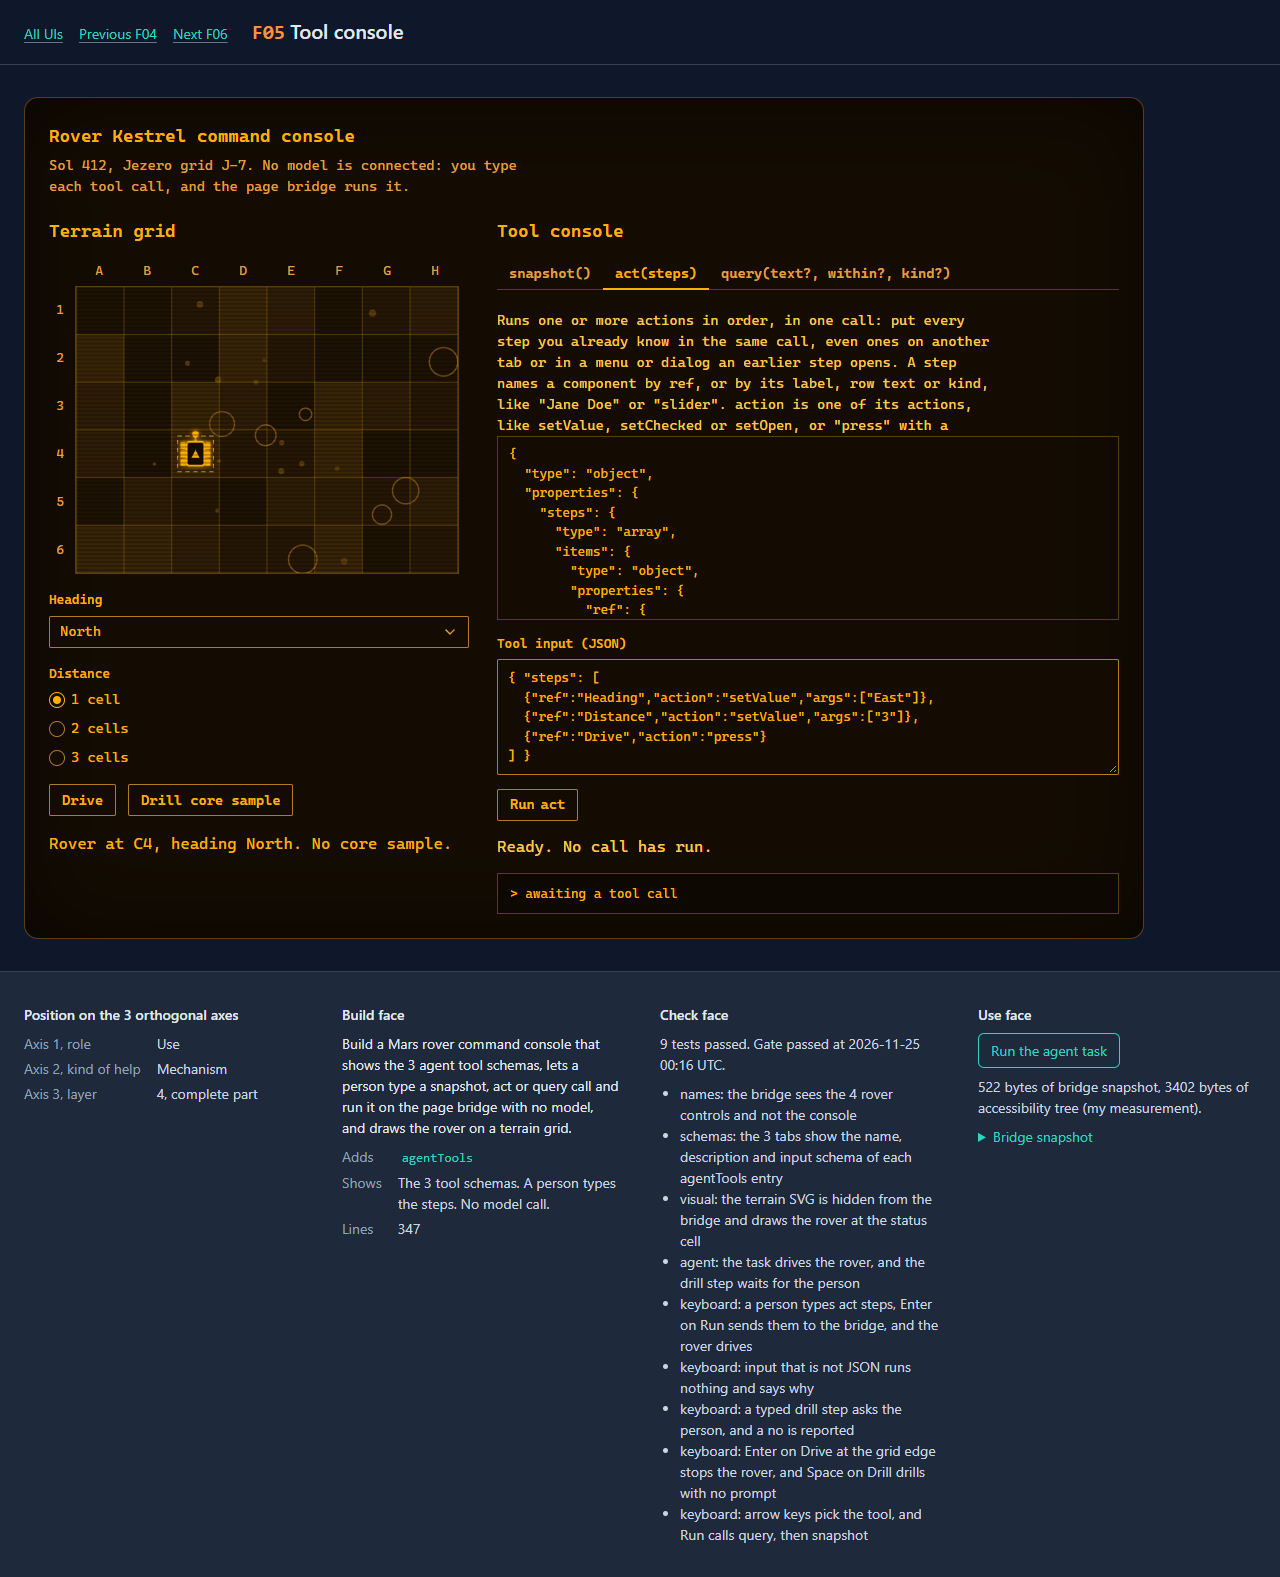 All UIs Previous F04 Next F06 F05 Tool console
Rover Kestrel command console
Sol 412, Jezero grid J-7. No model is connected: you type
each tool call, and the page bridge runs it.
Terrain grid
A B C D E F G H
1
2
3
4
5
6
Heading
North
Distance
1 cell
2 cells
3 cells
Drive Drill core sample
Rover at C4, heading North. No core sample.
Tool console
snapshot() act(steps) query(text?, within?, kind?)
Runs one or more actions in order, in one call: put every
step you already know in the same call, even ones on another
tab or in a menu or dialog an earlier step opens. A step
names a component by ref, or by its label, row text or kind,
like "Jane Doe" or "slider". action is one of its actions,
like setValue, setChecked or setOpen, or "press" with a
{
"type": "object",
"properties": {
"steps": {
"type": "array",
"items": {
"type": "object",
"properties": {
"ref": {
Tool input (JSON)
{ "steps": [
{"ref":"Heading","action":"setValue","args":["East"]},
{"ref":"Distance","action":"setValue","args":["3"]},
{"ref":"Drive","action":"press"}
] }
Run act
Ready. No call has run.
> awaiting a tool call
Position on the 3 orthogonal axes
Axis 1, role Use
Axis 2, kind of help Mechanism
Axis 3, layer 4, complete part
Build face
Build a Mars rover command console that
shows the 3 agent tool schemas, lets a
person type a snapshot, act or query call and
run it on the page bridge with no model,
and draws the rover on a terrain grid.
Adds agentTools
Shows The 3 tool schemas. A person types
the steps. No model call.
Lines 347
Check face
9 tests passed. Gate passed at 2026-11-25
00:16 UTC.
• names: the bridge sees the 4 rover
controls and not the console
• schemas: the 3 tabs show the name,
description and input schema of each
agentTools entry
• visual: the terrain SVG is hidden from the
bridge and draws the rover at the status
cell
• agent: the task drives the rover, and the
drill step waits for the person
• keyboard: a person types act steps, Enter
on Run sends them to the bridge, and the
rover drives
• keyboard: input that is not JSON runs
nothing and says why
• keyboard: a typed drill step asks the
person, and a no is reported
• keyboard: Enter on Drive at the grid edge
stops the rover, and Space on Drill drills
with no prompt
• keyboard: arrow keys pick the tool, and
Run calls query, then snapshot
Use face
Run the agent task
522 bytes of bridge snapshot, 3402 bytes of
accessibility tree (my measurement).
Bridge snapshot